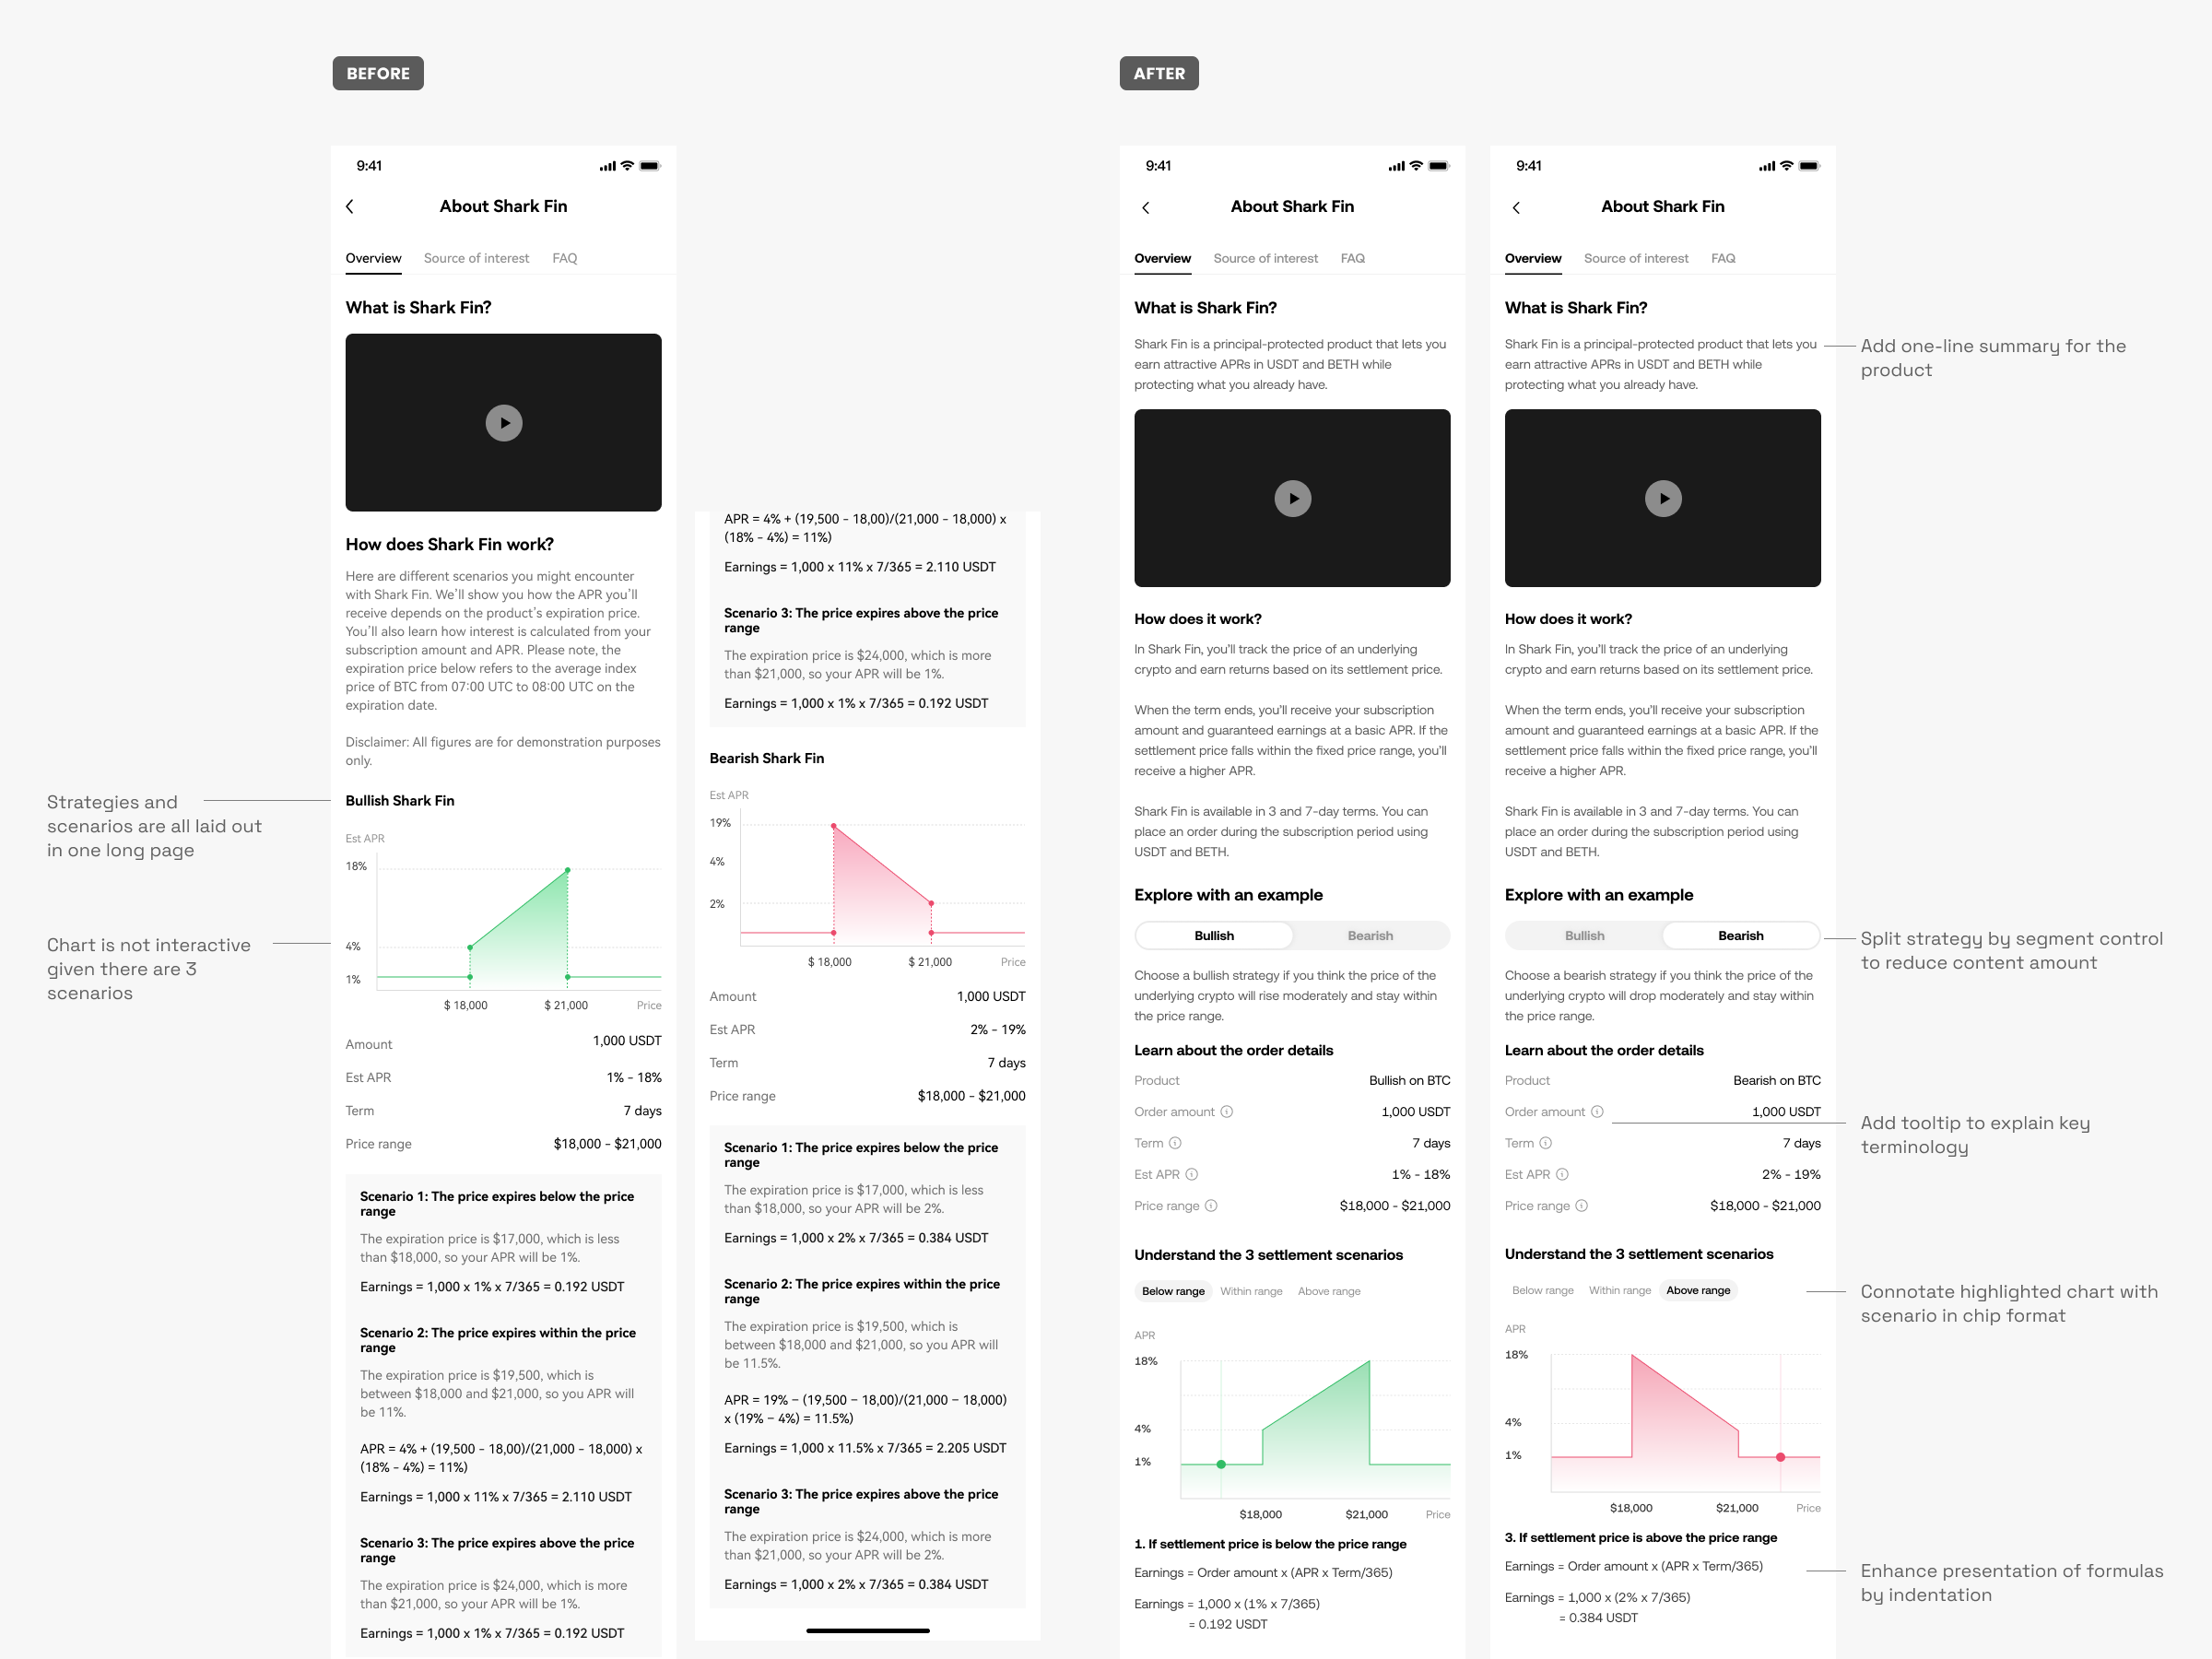 BEFORE
Strategies and
scenarios are all laid out
in one long page
Chart is not interactive
given there are 3
scenarios
9:41
About Shark Fin
Overview
Source of interest
FAQ
What is Shark Fin?
How does Shark Fin work?
Here are different scenarios you might encounter
with Shark Fin. We'll show you how the APR you'll
receive depends on the product's expiration price.
You'll also learn how interest is calculated from your
subscription amount and APR. Please note, the
expiration price below refers to the average index
price of BTC from 07:00 UTC to 08:00 UTC on the
expiration date.
Disclaimer: All figures are for demonstration purposes
only.
Bullish Shark Fin
Est APR
18%
4%
1%
$ 18,000
$ 21,000
Price
Amount
1,000 USDT
Est APR
1% - 18%
Term
7 days
Price range
$18,000 - $21,000
Scenario 1: The price expires below the price
range
The expiration price is $17,000, which is less
than $18,000, so your APR will be 1%.
Earnings = 1,000 x 1% x 7/365 = 0.192 USDT
Scenario 2: The price expires within the price
range
The expiration price is $19,500, which is
between $18,000 and $21,000, so you APR will
be 11%.
APR = 4% + (19,500 - 18,00)/(21,000 - 18,000) x
(18% - 4%) = 11%)
Earnings = 1,000 x 11% x 7/365 = 2.110 USDT
Scenario 3: The price expires above the price
range
The expiration price is $24,000, which is more
than $21,000, so your APR will be 1%.
Earnings = 1,000 x 1% x 7/365 = 0.192 USDT
APR = 4% + (19,500 - 18,00)/(21,000 - 18,000) x
(18% - 4%) = 11%)
Earnings = 1,000 x 11% x 7/365 = 2.110 USDT
Scenario 3: The price expires above the price
range
The expiration price is $24,000, which is more
than $21,000, so your APR will be 1%.
Earnings = 1,000 x 1% x 7/365 = 0.192 USDT
Bearish Shark Fin
Est APR
19%
4%
2%
$ 18,000
$ 21,000
Price
Amount
1,000 USDT
Est APR
2% - 19%
Term
7 days
Price range
$18,000 - $21,000
Scenario 1: The price expires below the price
range
The expiration price is $17,000, which is less
than $18,000, so your APR will be 2%.
Earnings = 1,000 x 2% x 7/365 = 0.384 USDT
Scenario 2: The price expires within the price
range
The expiration price is $19,500, which is
between $18,000 and $21,000, so you APR will
be 11.5%.
APR = 19% – (19,500 – 18,00)/(21,000 – 18,000)
x (19% – 4%) = 11.5%)
Earnings = 1,000 x 11.5% x 7/365 = 2.205 USDT
Scenario 3: The price expires above the price
range
The expiration price is $24,000, which is more
than $21,000, so your APR will be 2%.
Earnings = 1,000 x 2% x 7/365 = 0.384 USDT
AFTER
9:41
About Shark Fin
Overview
Source of interest
FAQ
What is Shark Fin?
Shark Fin is a principal-protected product that lets you
earn attractive APRs in USDT and BETH while
protecting what you already have.
How does it work?
In Shark Fin, you'll track the price of an underlying
crypto and earn returns based on its settlement price.
When the term ends, you'll receive your subscription
amount and guaranteed earnings at a basic APR. If the
settlement price falls within the fixed price range, you'll
receive a higher APR.
Shark Fin is available in 3 and 7-day terms. You can
place an order during the subscription period using
USDT and BETH.
Explore with an example
Bullish
Bearish
Choose a bullish strategy if you think the price of the
underlying crypto will rise moderately and stay within
the price range.
Learn about the order details
Product
Bullish on BTC
Order amount
1,000 USDT
Term
7 days
Est APR
1% - 18%
Price range
$18,000 - $21,000
Understand the 3 settlement scenarios
Below range
Within range
Above range
APR
18%
4%
1%
$18,000
$21,000
Price
1. If settlement price is below the price range
Earnings = Order amount x (APR x Term/365)
Earnings = 1,000 x (1% x 7/365)
= 0.192 USDT
9:41
About Shark Fin
Overview
Source of interest
FAQ
What is Shark Fin?
Shark Fin is a principal-protected product that lets you
earn attractive APRs in USDT and BETH while
protecting what you already have.
How does it work?
In Shark Fin, you'll track the price of an underlying
crypto and earn returns based on its settlement price.
When the term ends, you'll receive your subscription
amount and guaranteed earnings at a basic APR. If the
settlement price falls within the fixed price range, you'll
receive a higher APR.
Shark Fin is available in 3 and 7-day terms. You can
place an order during the subscription period using
USDT and BETH.
Explore with an example
Bullish
Bearish
Choose a bearish strategy if you think the price of the
underlying crypto will drop moderately and stay within
the price range.
Learn about the order details
Product
Bearish on BTC
Order amount
1,000 USDT
Term
7 days
Est APR
2% - 19%
Price range
$18,000 - $21,000
Understand the 3 settlement scenarios
Below range
Within range
Above range
APR
18%
4%
1%
$18,000
$21,000
Price
3. If settlement price is above the price range
Earnings = Order amount x (APR x Term/365)
Earnings = 1,000 x (2% x 7/365)
= 0.384 USDT
Add one-line summary for the
product
Split strategy by segment control
to reduce content amount
Add tooltip to explain key
terminology
Connotate highlighted chart with
scenario in chip format
Enhance presentation of formulas
by indentation